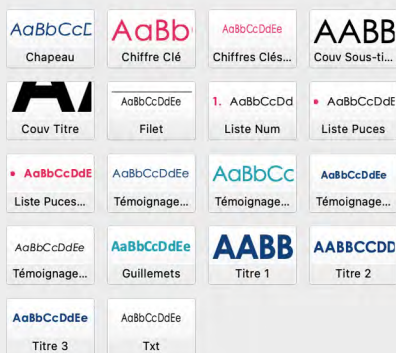 AaBbCcD AaBb AaBbCcDdEe AABB
Chapeau Chiffre Clé Chiffres Clés... Couv Sous-ti...
AA AaBbCcDdEe 1. AaBbCcDd • AaBbCcDdE
Couv Titre Filet Liste Num Liste Puces
• AaBbCcDdE AaBbCcDdEe AaBbCc AaBbCcDdEe
Liste Puces... Témoignage... Témoignage... Témoignage...
AaBbCcDdEe AaBbCcDdEe AABB AABBCCDD
Témoignage... Guillemets Titre 1 Titre 2
AaBbCcDdEe AaBbCcDdEe
Titre 3 Txt